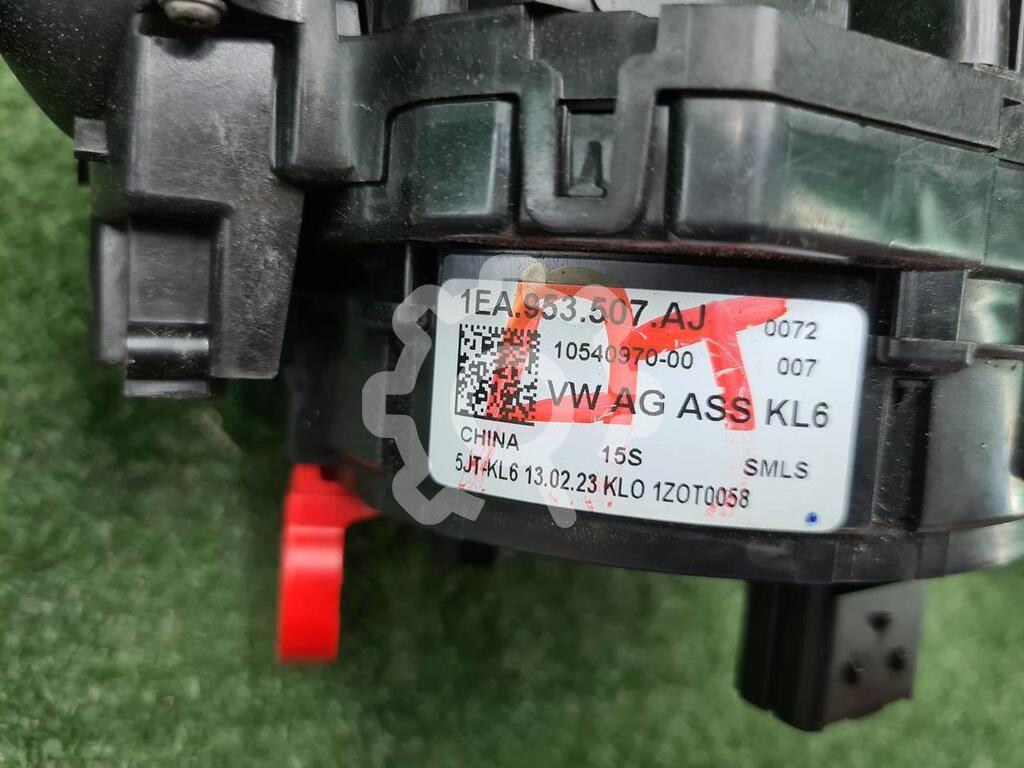 1EA.953.507.AJ 0072
10540970-00 007
VW AG ASS KL6
CHINA 15S SMLS
5JT-KL6 13.02.23 KLO 1ZOT0058